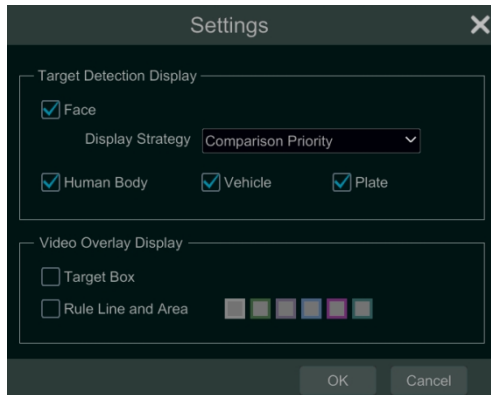 Settings
Target Detection Display
Face
Display Strategy Comparison Priority
Human Body Vehicle Plate
Video Overlay Display
Target Box
Rule Line and Area
OK Cancel